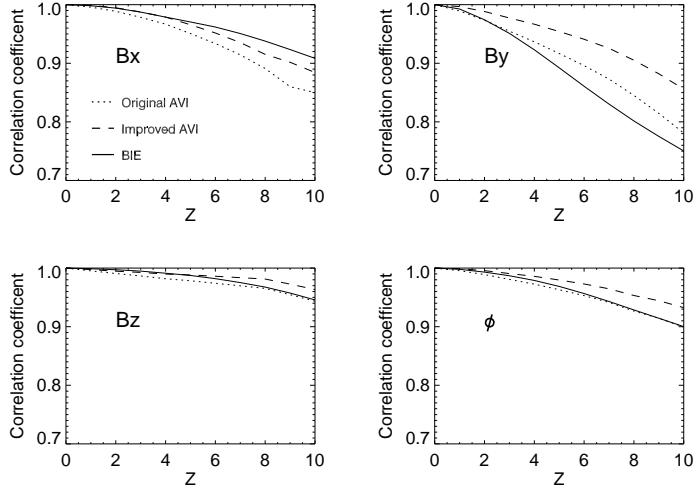 1.0
0.9
0.8
0.7
Correlation coefficent
Bx
Original AVI
Improved AVI
BIE
0 2 4 6 8 10
Z
1.0
0.9
0.8
0.7
Correlation coefficent
By
0 2 4 6 8 10
Z
1.0
0.9
0.8
0.7
Correlation coefficent
Bz
0 2 4 6 8 10
Z
1.0
0.9
0.8
0.7
Correlation coefficent
ϕ
0 2 4 6 8 10
Z